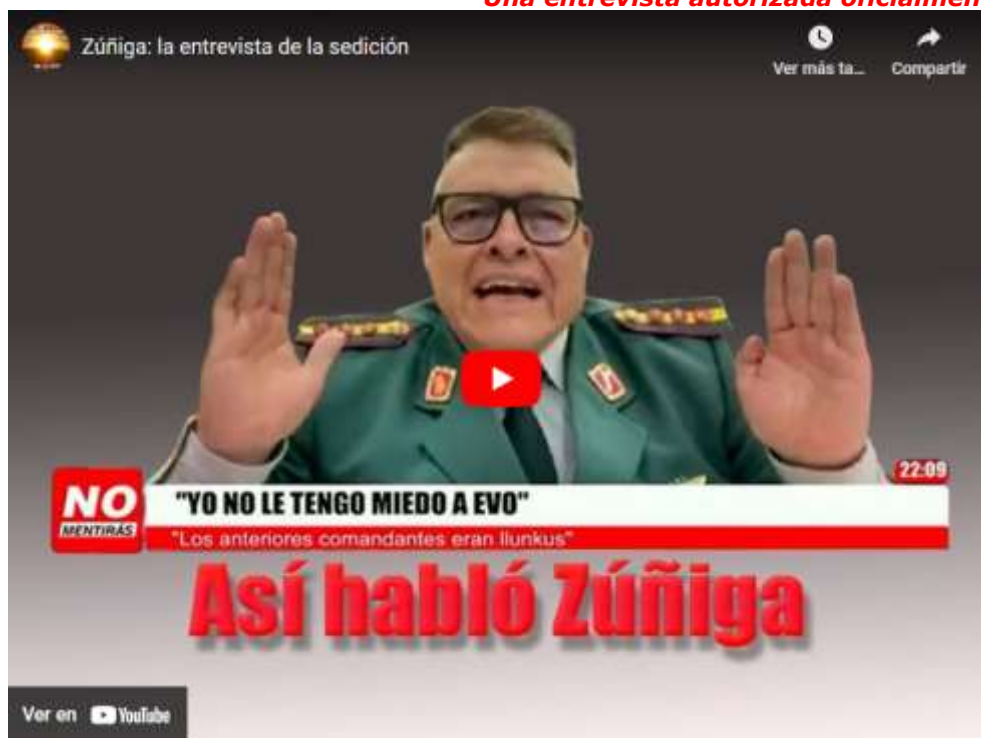 Una entrevista autorizada oficialmen
Zúñiga: la entrevista de la sedición
Ver más ta...
Compartir
22:09
NO
MENTIRÁS
"YO NO LE TENGO MIEDO A EVO"
"Los anteriores comandantes eran llunkus"
Así habló Zúñiga
Ver en YouTube